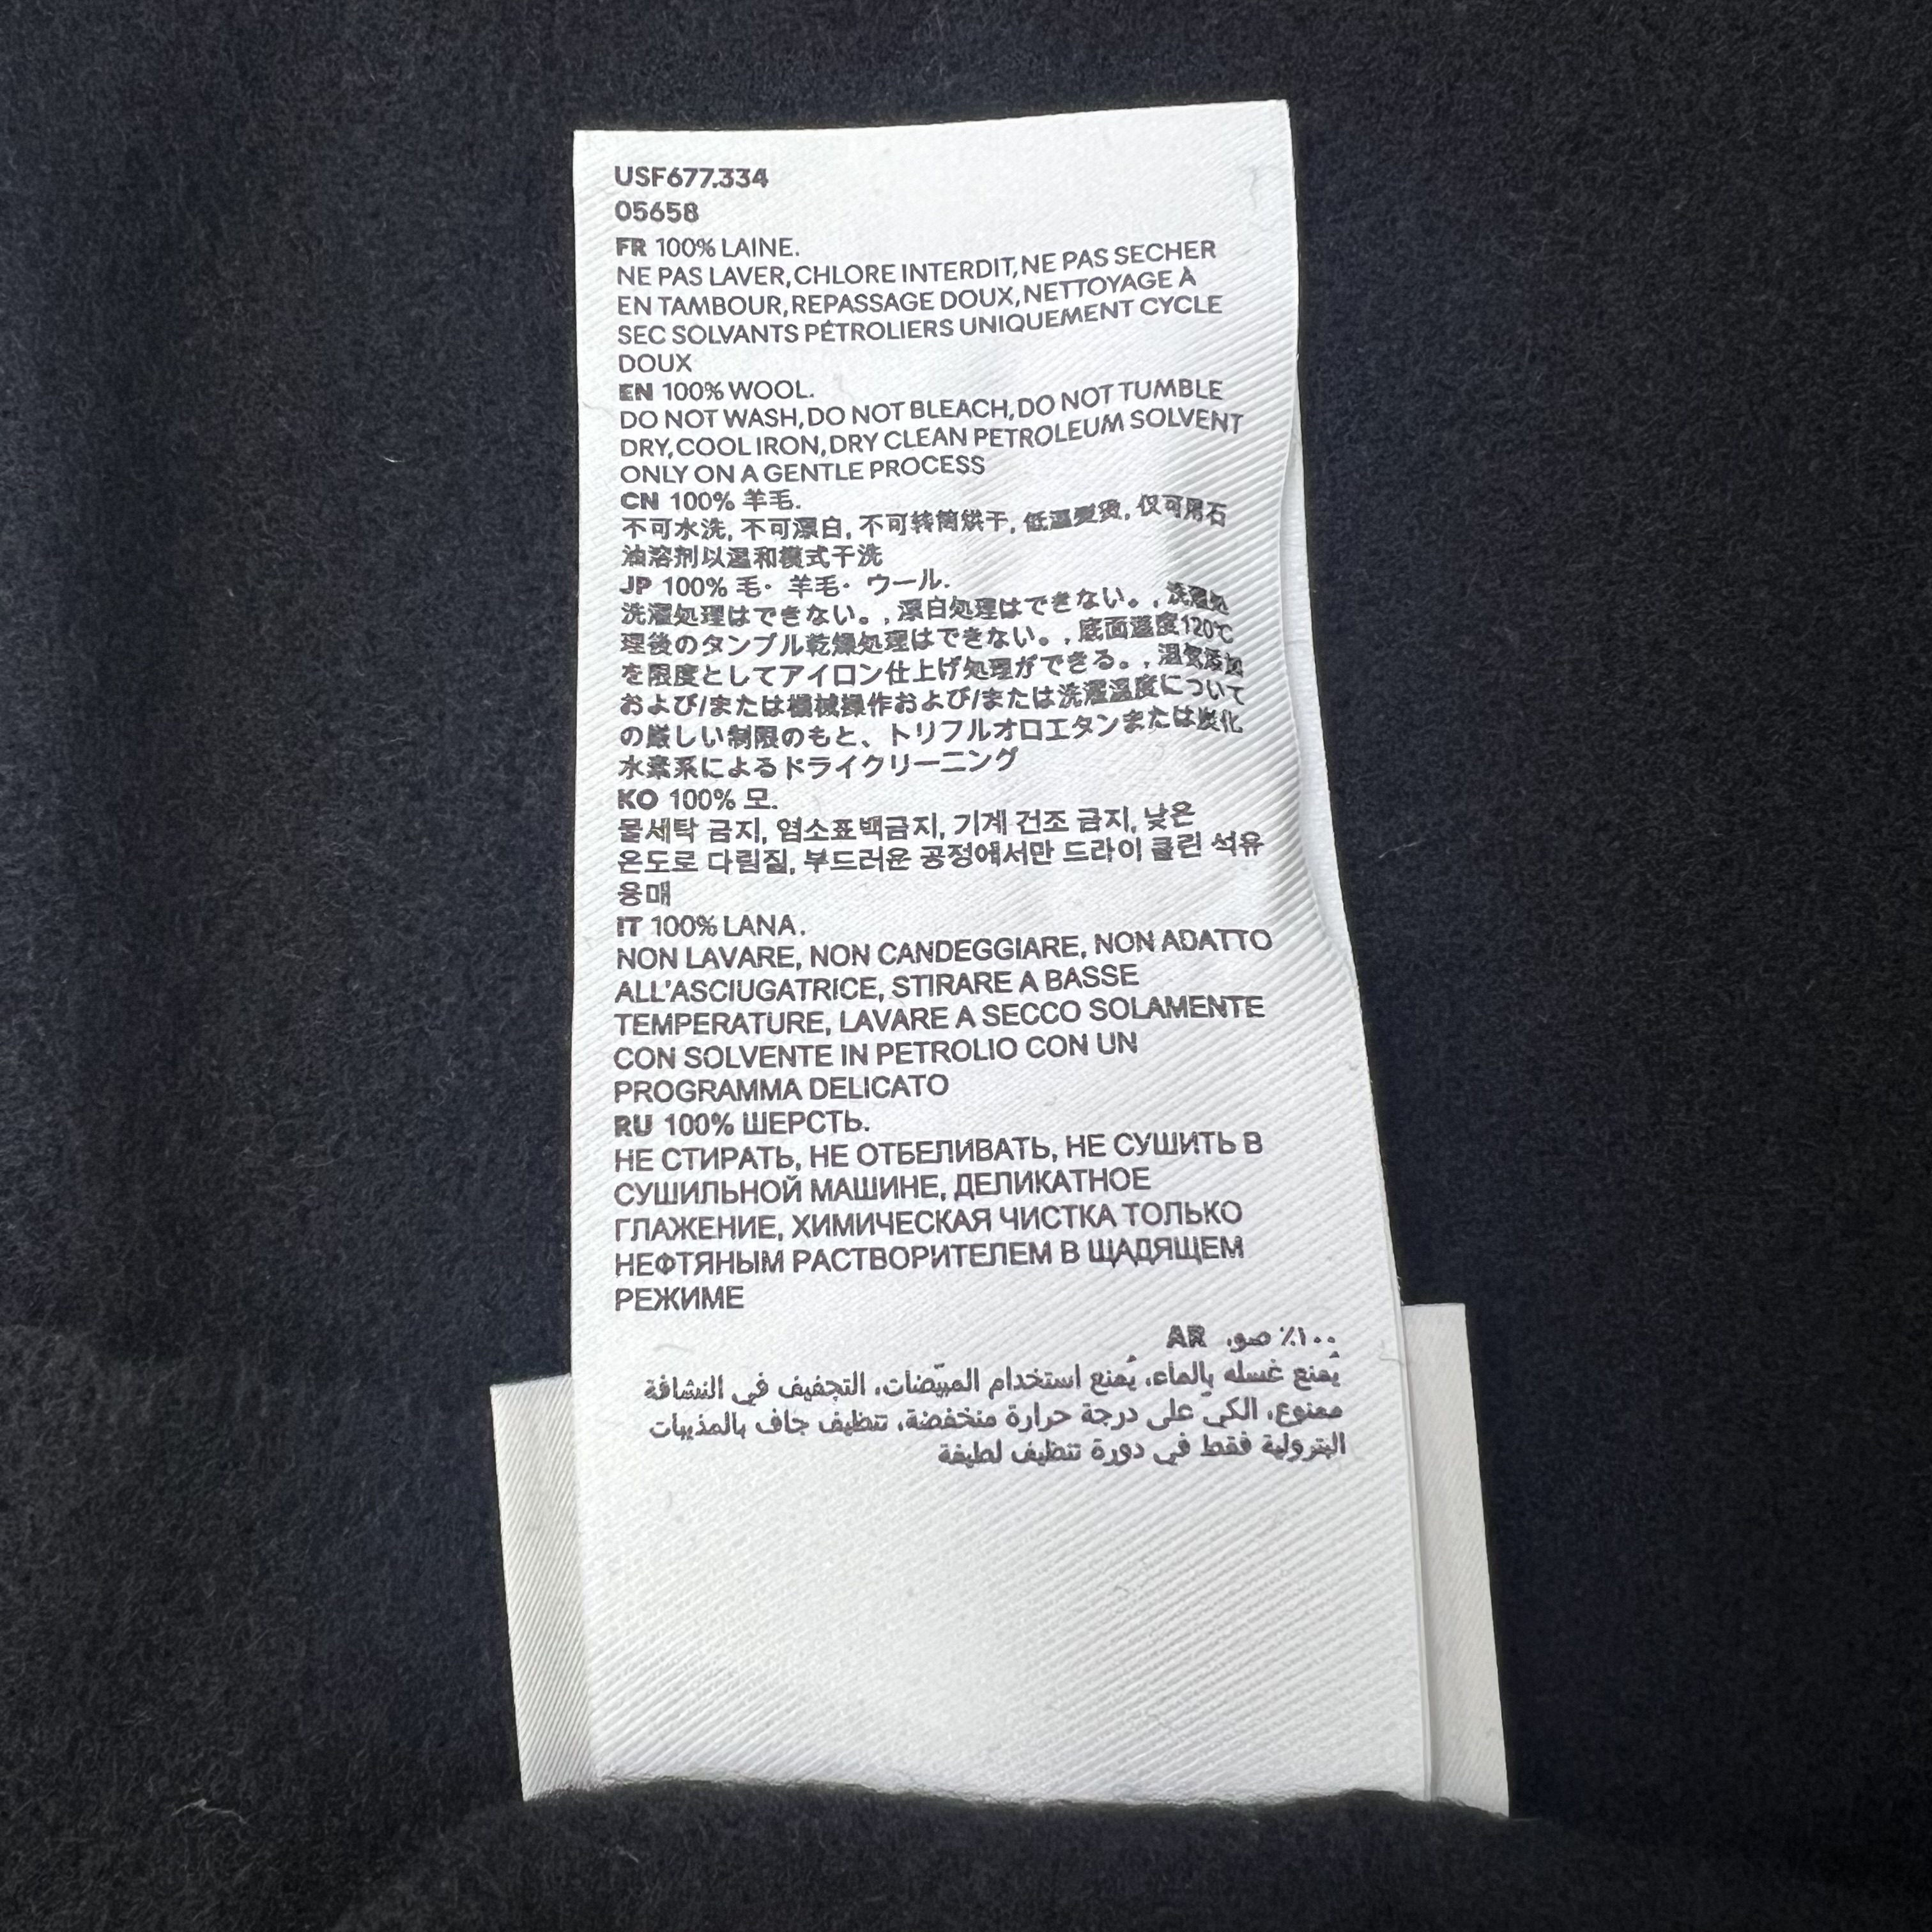 USF677.334
05658
FR 100% LAINE.
NE PAS LAVER,CHLORE INTERDIT,NE PAS SECHER
EN TAMBOUR,REPASSAGE DOUX,NETTOYAGE À
SEC SOLVANTS PÉTROLIERS UNIQUEMENT CYCLE
DOUX
EN 100% WOOL.
DO NOT WASH,DO NOT BLEACH,DO NOT TUMBLE
DRY,COOL IRON,DRY CLEAN PETROLEUM SOLVENT
ONLY ON A GENTLE PROCESS
CN 100% 羊毛.
不可水洗, 不可漂白, 不可转筒烘干, 低温熨烫, 仅可用石
油溶剂以温和模式干洗
JP 100% 毛・羊毛・ウール.
洗濯処理はできない。, 漂白処理はできない。, 洗濯処
理後のタンブル乾燥処理はできない。, 底面温度120℃
を限度としてアイロン仕上げ処理ができる。, 湿気添加
および/または機械操作および/または洗濯温度について
の厳しい制限のもと、トリフルオロエタンまたは炭化
水素系によるドライクリーニング
KO 100% 모.
물세탁 금지, 염소표백금지, 기계 건조 금지, 낮은
온도로 다림질, 부드러운 공정에서만 드라이 클린 석유
용매
IT 100% LANA.
NON LAVARE, NON CANDEGGIARE, NON ADATTO
ALL'ASCIUGATRICE, STIRARE A BASSE
TEMPERATURE, LAVARE A SECCO SOLAMENTE
CON SOLVENTE IN PETROLIO CON UN
PROGRAMMA DELICATO
RU 100% ШЕРСТЬ.
НЕ СТИРАТЬ, НЕ ОТБЕЛИВАТЬ, НЕ СУШИТЬ В
СУШИЛЬНОЙ МАШИНЕ, ДЕЛИКАТНОЕ
ГЛАЖЕНИЕ, ХИМИЧЕСКАЯ ЧИСТКА ТОЛЬКО
НЕФТЯНЫМ РАСТВОРИТЕЛЕМ В ЩАДЯЩЕМ
РЕЖИМЕ
١٠٠٪ صو. AR
يُمنع غسله بالماء، يُمنع استخدام المبيّضات، التجفيف في النشافة
ممنوع، الكيّ على درجة حرارة منخفضة، تنظيف جاف بالمذيبات
البترولية فقط في دورة تنظيف لطيفة